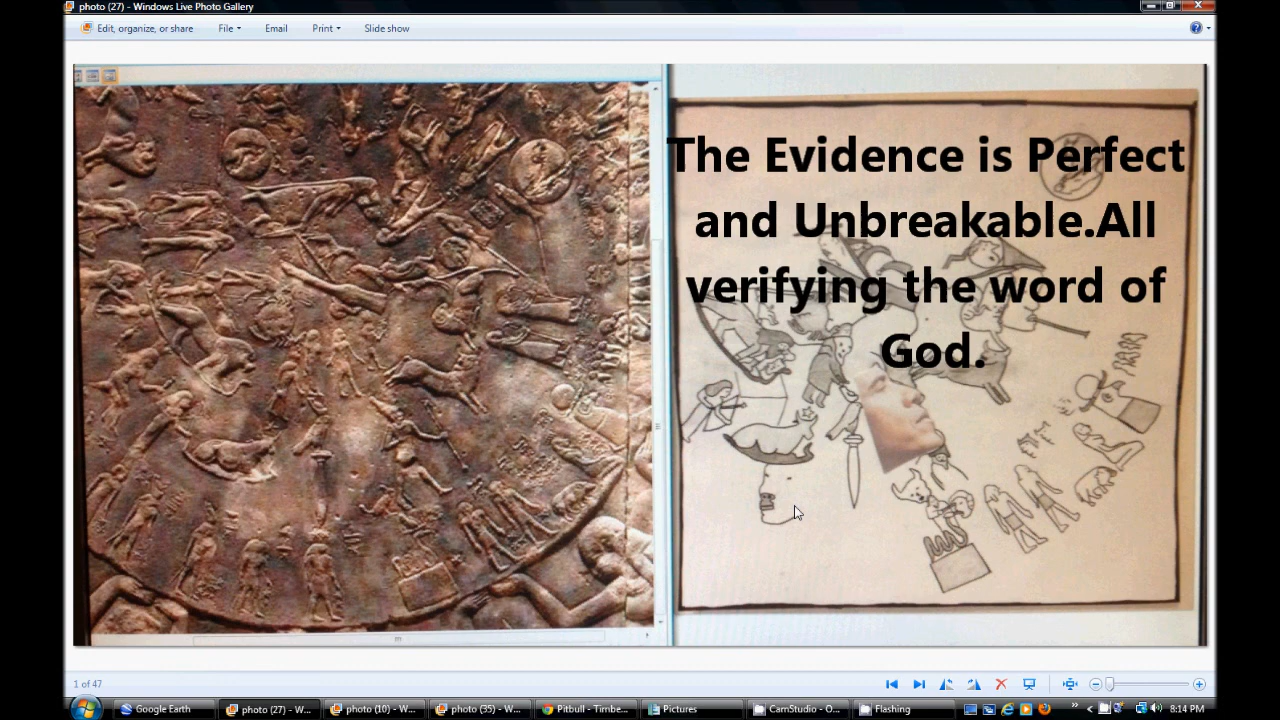 photo (27) - Windows Live Photo Gallery
Edit, organize, or share File Email Print Slide show
The Evidence is Perfect
and Unbreakable.All
verifying the word of
God.
1 of 47
Google Earth photo (27) - W... photo (10) - W... photo (35) - W... Pitbull - Timbe... Pictures CamStudio - O... Flashing 8:14 PM